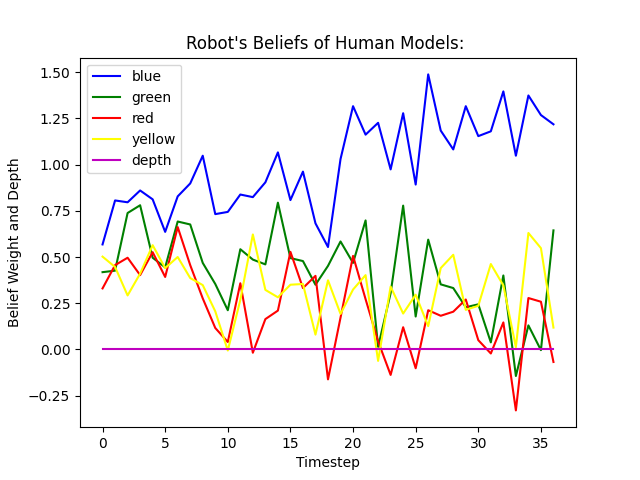 Robot's Beliefs of Human Models:
blue
green
red
yellow
depth
1.50
1.25
1.00
0.75
0.50
0.25
0.00
−0.25
Belief Weight and Depth
0 5 10 15 20 25 30 35
Timestep